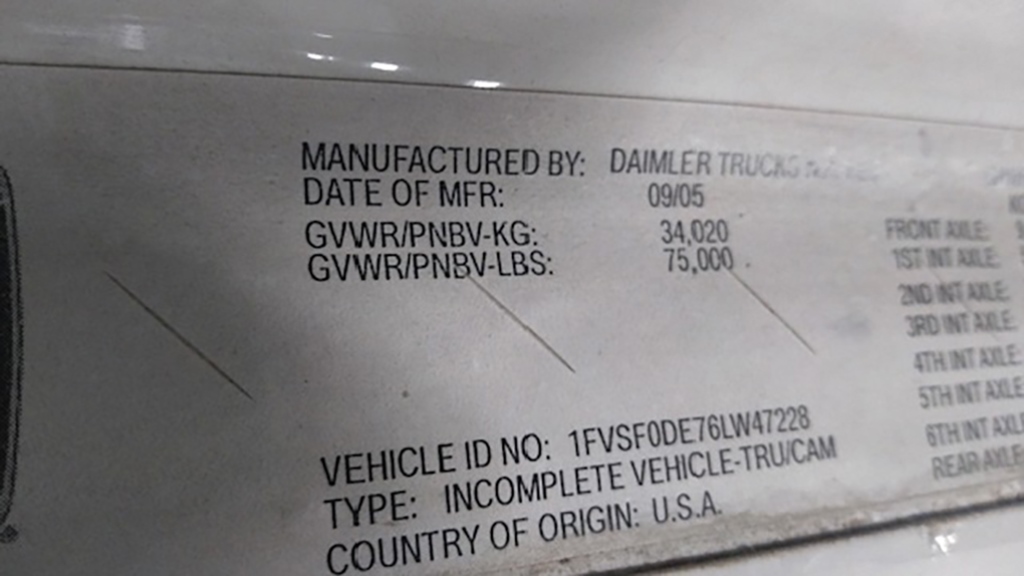 MANUFACTURED BY: DAIMLER TRUCKS
DATE OF MFR: 09/05
GVWR/PNBV-KG: 34,020
GVWR/PNBV-LBS: 75,000
FRONT AXLE:
1ST INT AXLE:
2ND INT AXLE:
3RD INT AXLE:
4TH INT AXLE:
5TH INT AXLE:
6TH INT AXLE
REAR AXLE:
VEHICLE ID NO: 1FVSF0DE76LW47228
TYPE: INCOMPLETE VEHICLE-TRU/CAM
COUNTRY OF ORIGIN: U.S.A.